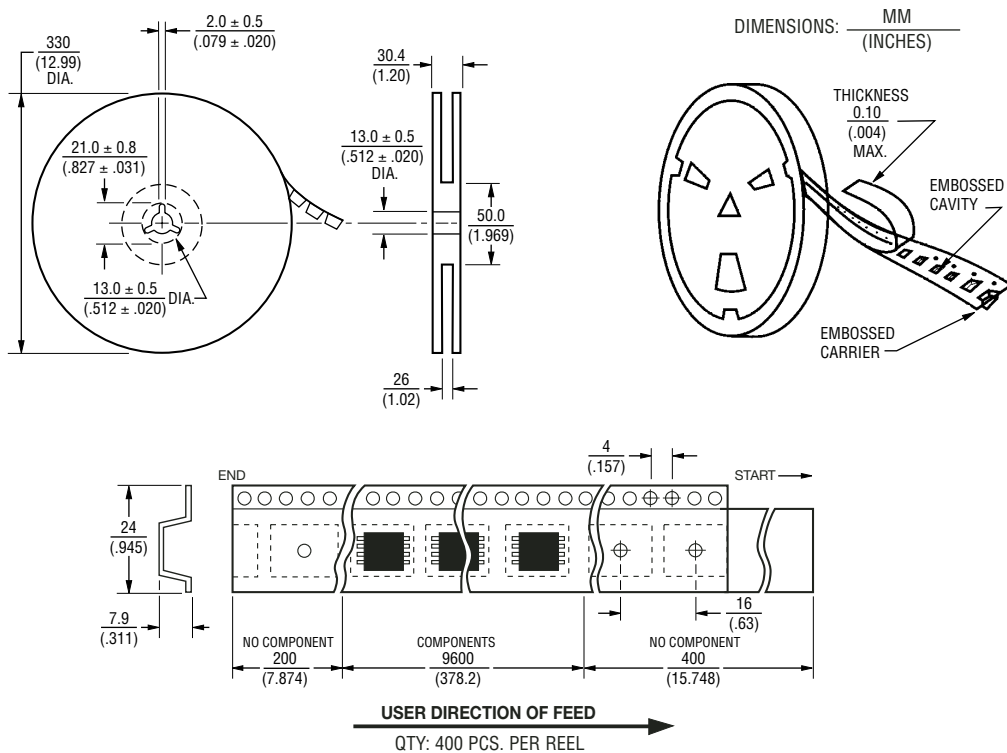 DIMENSIONS: MM
(INCHES)
330
(12.99)
DIA.
2.0 ± 0.5
(.079 ± .020)
21.0 ± 0.8
(.827 ± .031)
13.0 ± 0.5
(.512 ± .020)
DIA.
30.4
(1.20)
13.0 ± 0.5
(.512 ± .020)
DIA.
50.0
(1.969)
26
(1.02)
THICKNESS
0.10
(.004)
MAX.
EMBOSSED
CAVITY
EMBOSSED
CARRIER
24
(.945)
7.9
(.311)
END
4
(.157)
START
16
(.63)
NO COMPONENT
200
(7.874)
COMPONENTS
9600
(378.2)
NO COMPONENT
400
(15.748)
USER DIRECTION OF FEED
QTY: 400 PCS. PER REEL